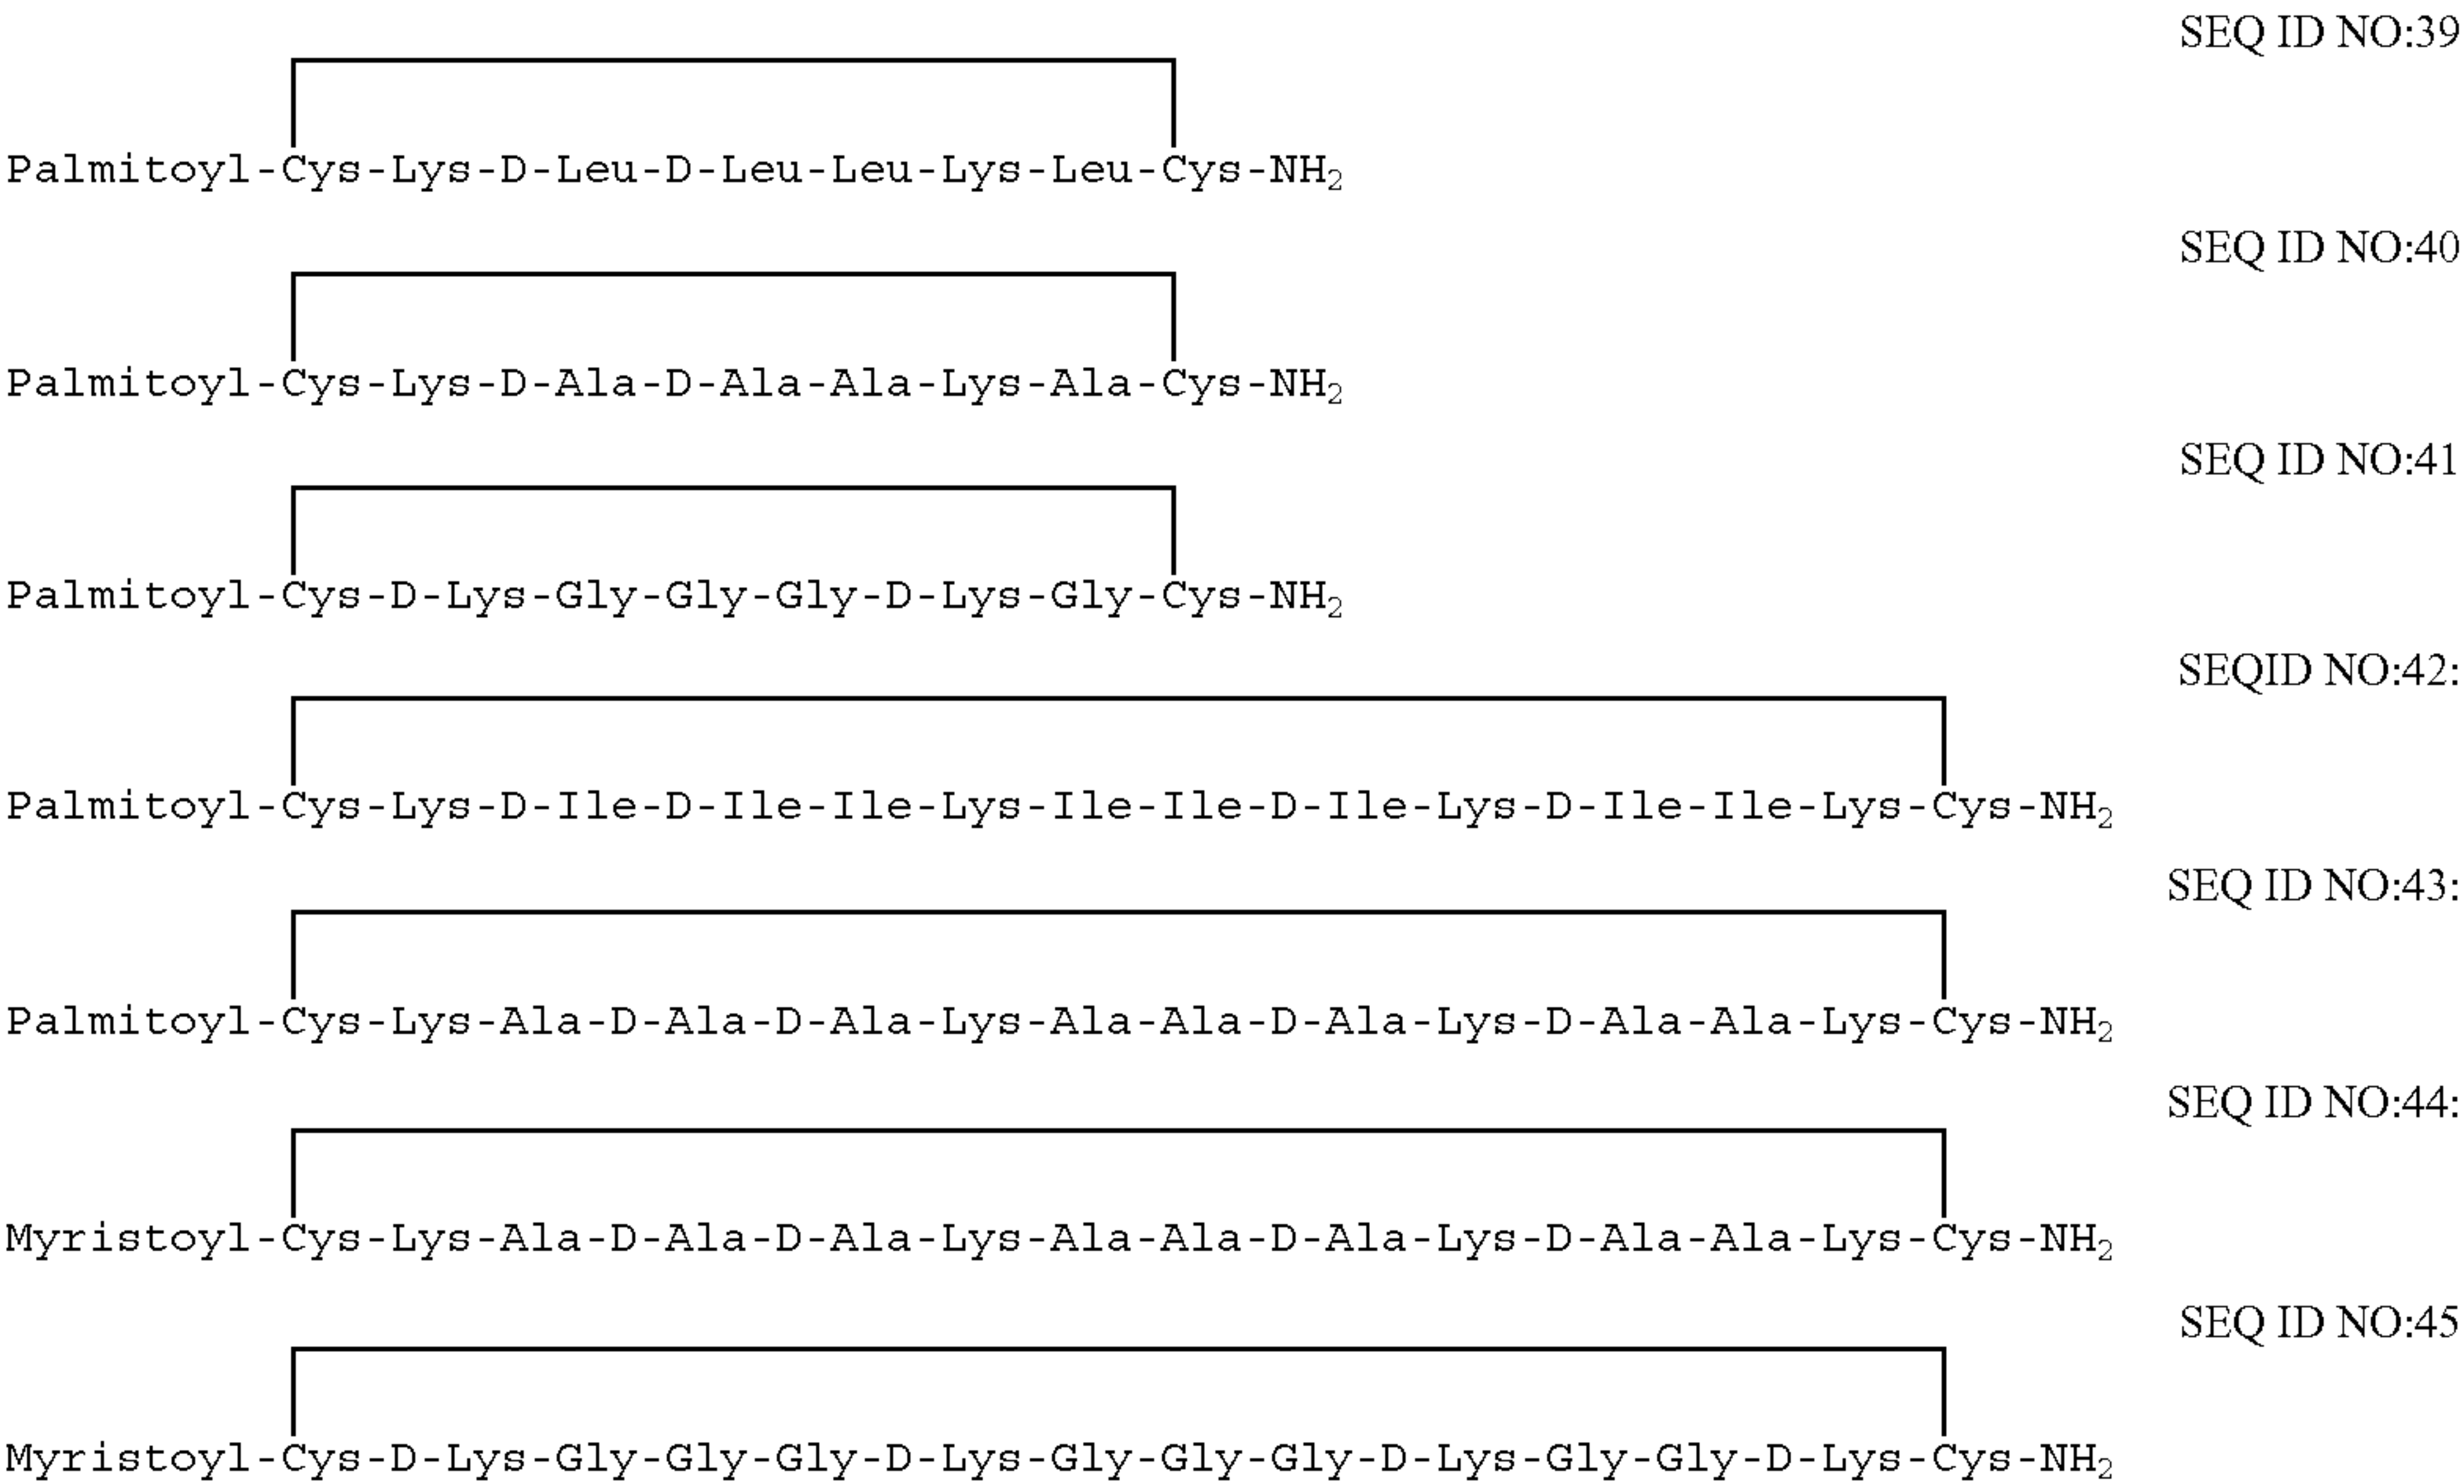 SEQ ID NO:39
Palmitoyl-Cys-Lys-D-Leu-D-Leu-Leu-Lys-Leu-Cys-NH2
SEQ ID NO:40
Palmitoyl-Cys-Lys-D-Ala-D-Ala-Ala-Lys-Ala-Cys-NH2
SEQ ID NO:41
Palmitoyl-Cys-D-Lys-Gly-Gly-Gly-D-Lys-Gly-Cys-NH2
SEQID NO:42:
Palmitoyl-Cys-Lys-D-Ile-D-Ile-Ile-Lys-Ile-Ile-D-Ile-Lys-D-Ile-Ile-Lys-Cys-NH2
SEQ ID NO:43:
Palmitoyl-Cys-Lys-Ala-D-Ala-D-Ala-Lys-Ala-Ala-D-Ala-Lys-D-Ala-Ala-Lys-Cys-NH2
SEQ ID NO:44:
Myristoyl-Cys-Lys-Ala-D-Ala-D-Ala-Lys-Ala-Ala-D-Ala-Lys-D-Ala-Ala-Lys-Cys-NH2
SEQ ID NO:45
Myristoyl-Cys-D-Lys-Gly-Gly-Gly-D-Lys-Gly-Gly-Gly-D-Lys-Gly-Gly-D-Lys-Cys-NH2